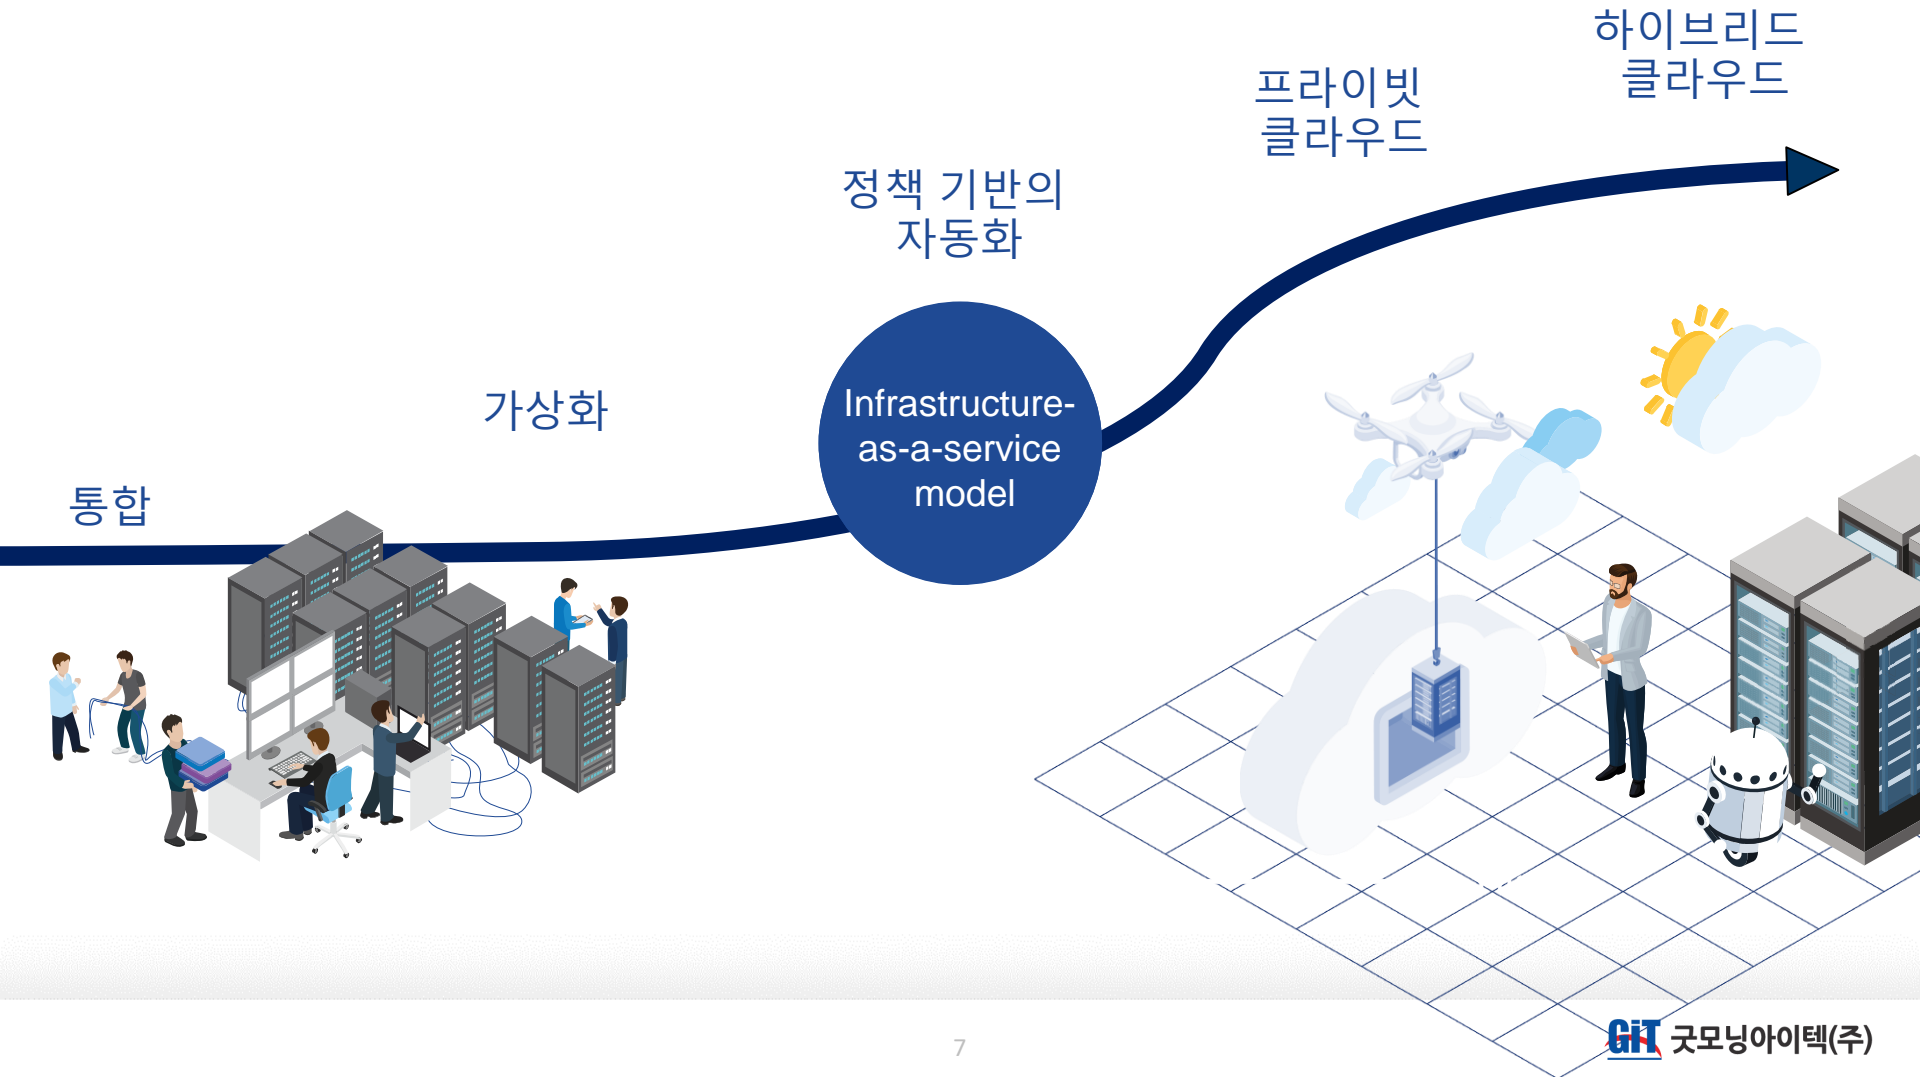 하이브리드
클라우드
프라이빗
클라우드
정책 기반의
자동화
가상화
통합
Infrastructure-
as-a-service
model
7
GiT 굿모닝아이텍(주)